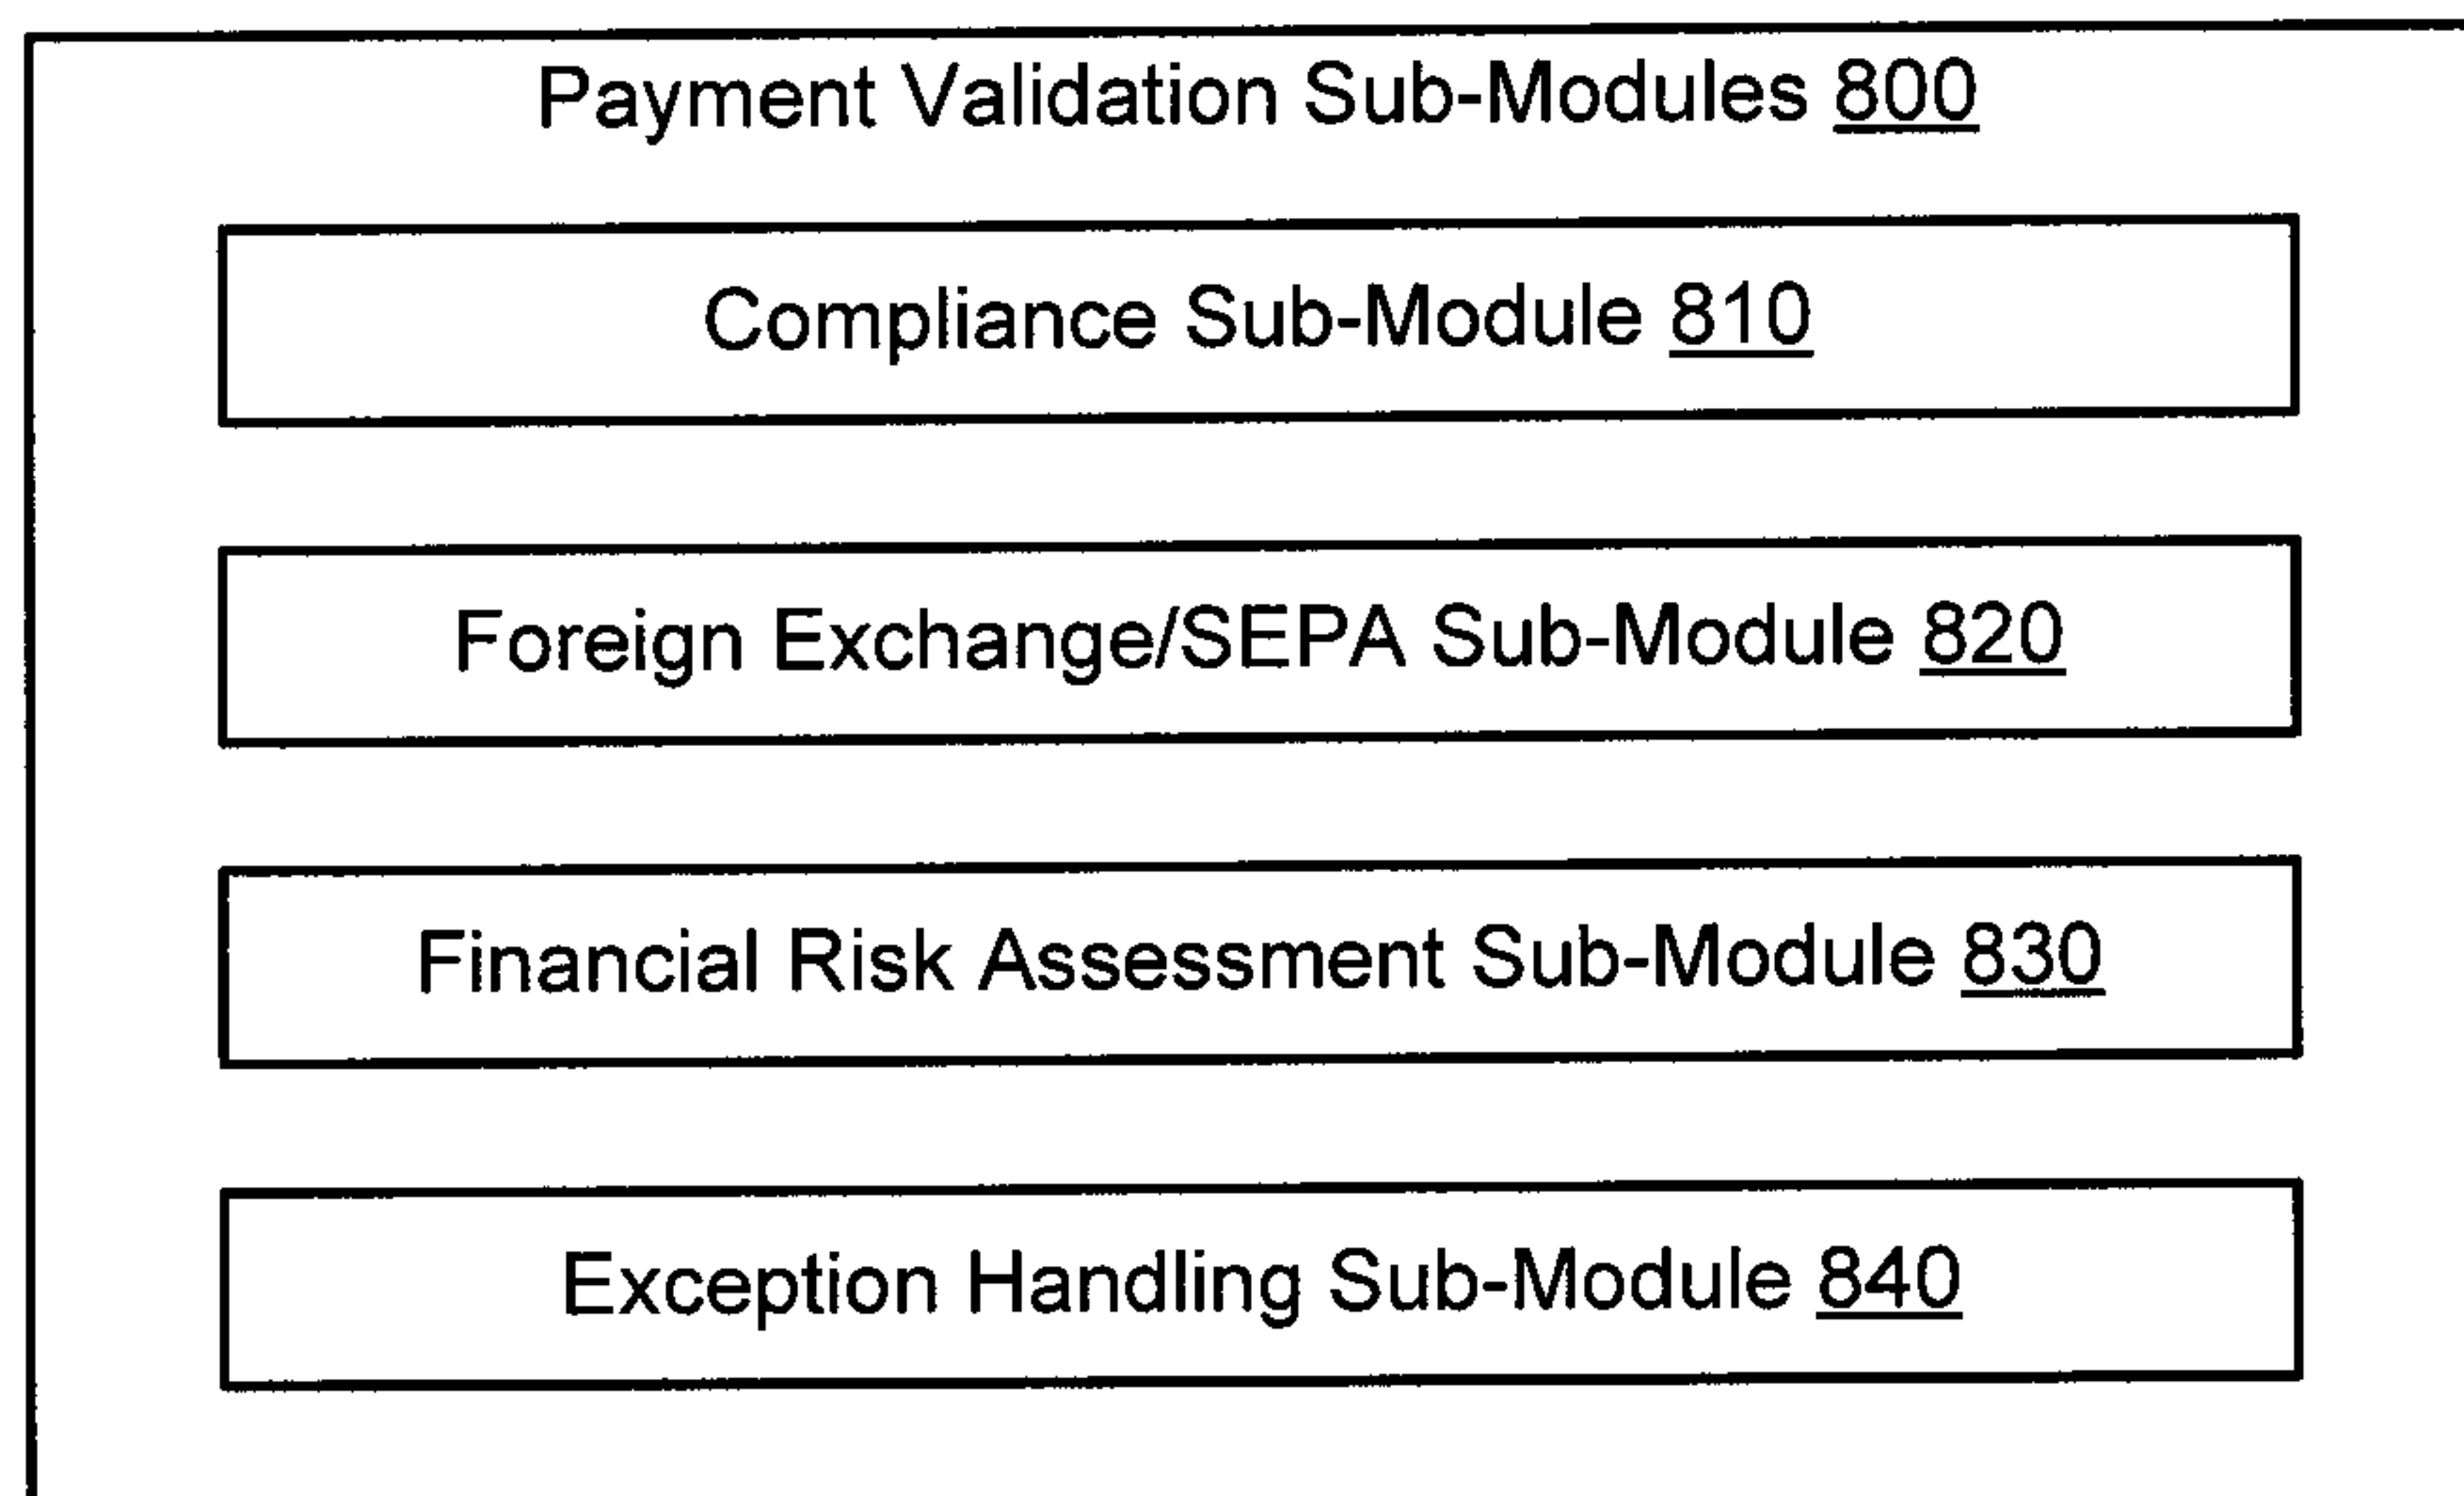 Payment Validation Sub-Modules 800
Compliance Sub-Module 810
Foreign Exchange/SEPA Sub-Module 820
Financial Risk Assessment Sub-Module 830
Exception Handling Sub-Module 840